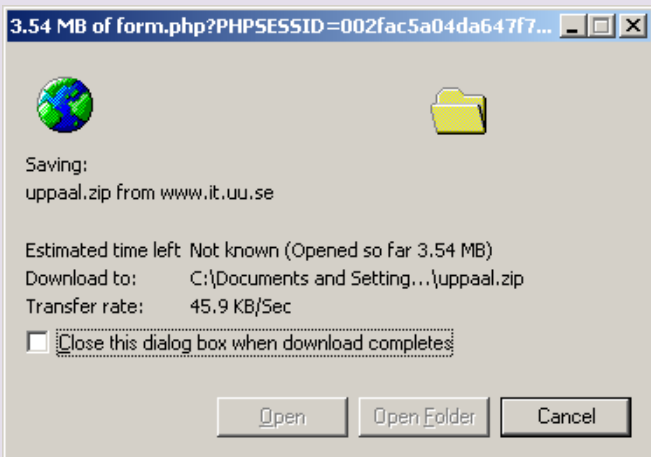 3.54 MB of form.php?PHPSESSID=002fac5a04da647f7...
Saving:
uppaal.zip from www.it.uu.se
Estimated time left Not known (Opened so far 3.54 MB)
Download to: C:\Documents and Setting...\uppaal.zip
Transfer rate: 45.9 KB/Sec
Close this dialog box when download completes
Open Open Folder Cancel